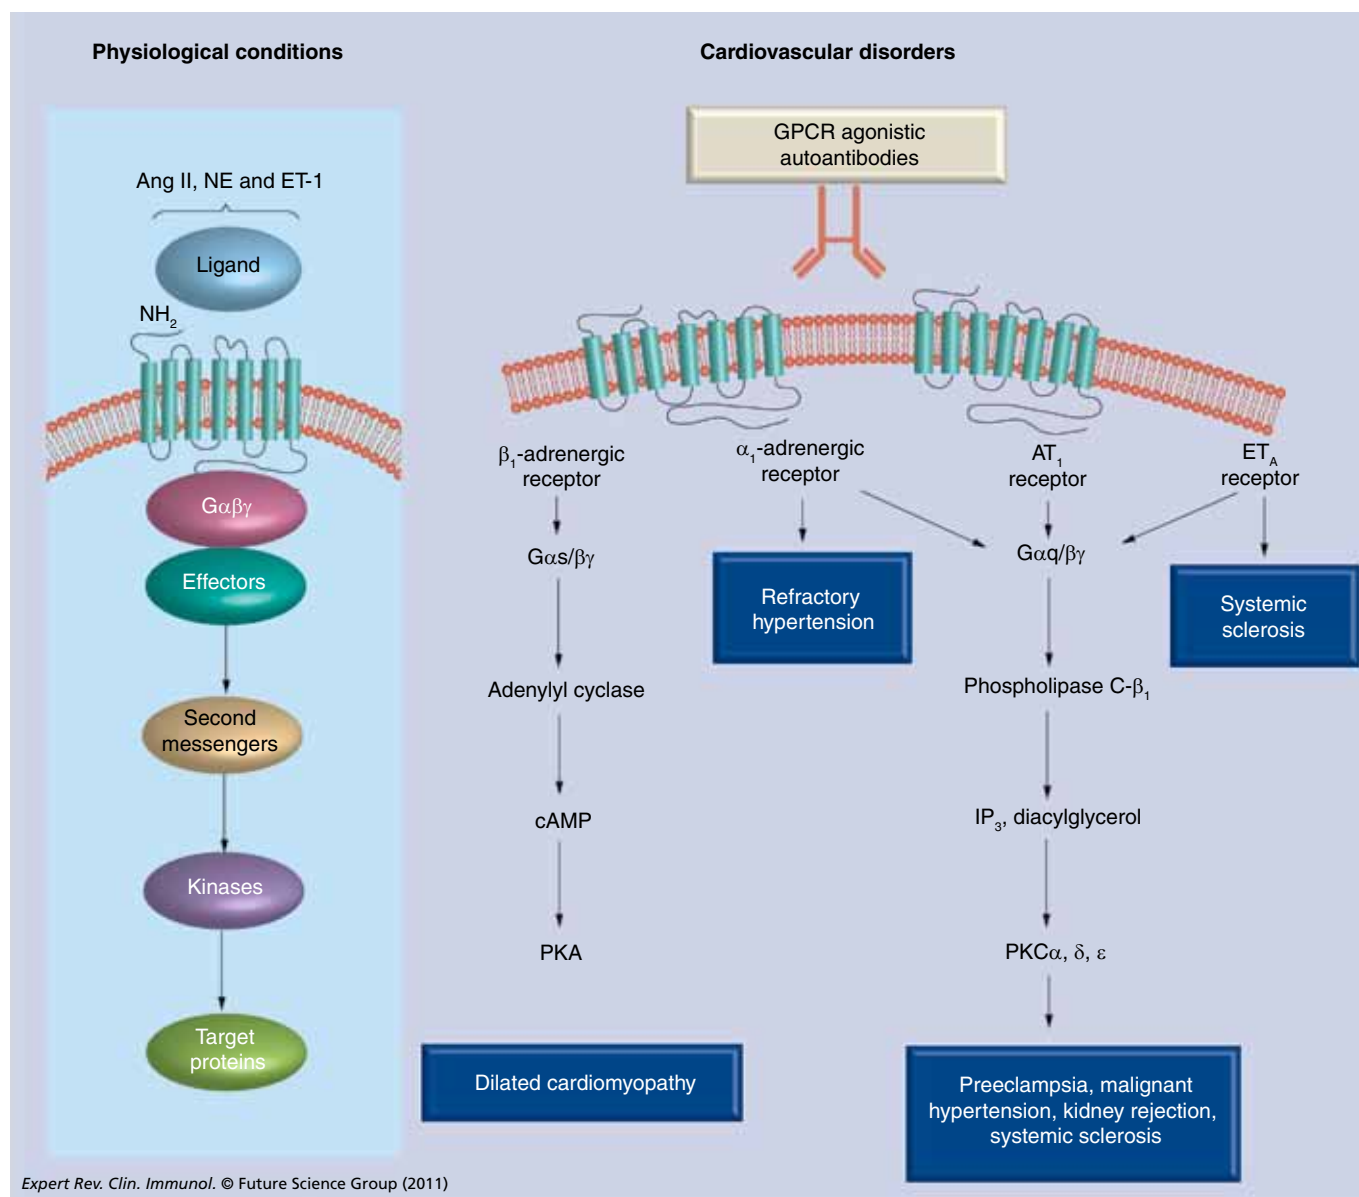 Physiological conditions
Cardiovascular disorders
Ang II, NE and ET-1
Ligand
NH2
Gαβγ
Effectors
Second
messengers
Kinases
Target
proteins
GPCR agonistic
autoantibodies
β1-adrenergic
receptor
α1-adrenergic
receptor
AT1
receptor
ETA
receptor
Gαs/βγ
Refractory
hypertension
Gαq/βγ
Systemic
sclerosis
Adenylyl cyclase
Phospholipase C-β1
cAMP
IP3, diacylglycerol
PKA
PKCα, δ, ε
Dilated cardiomyopathy
Preeclampsia, malignant
hypertension, kidney rejection,
systemic sclerosis
Expert Rev. Clin. Immunol. © Future Science Group (2011)